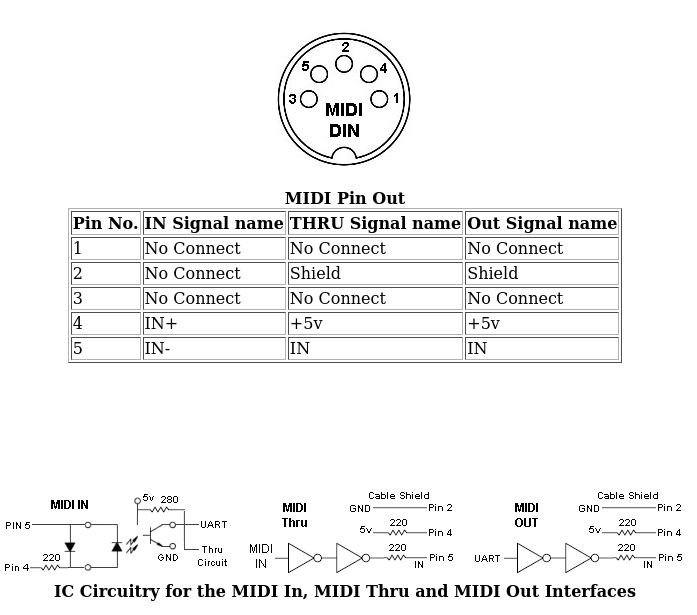 2
5 4
3 1
MIDI
DIN
MIDI Pin Out
Pin No. IN Signal name THRU Signal name Out Signal name
1 No Connect No Connect No Connect
2 No Connect Shield Shield
3 No Connect No Connect No Connect
4 IN+ +5v +5v
5 IN- IN IN
MIDI IN
5v 280
PIN 5
UART
220
Pin 4
GND
Thru
Circuit
MIDI
Thru
Cable Shield
GND Pin 2
220
5v Pin 4
MIDI
IN
220
Pin 5
IN
MIDI
OUT
Cable Shield
GND Pin 2
220
5v Pin 4
UART
220
Pin 5
IN
IC Circuitry for the MIDI In, MIDI Thru and MIDI Out Interfaces